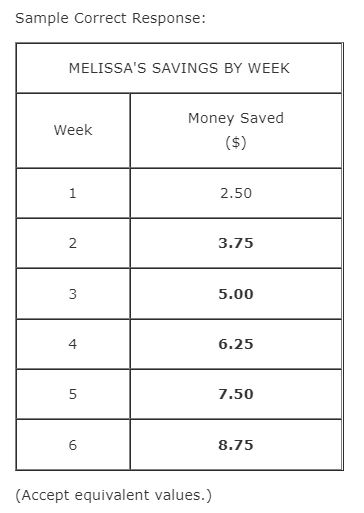 Sample Correct Response:
MELISSA'S SAVINGS BY WEEK
Week
Money Saved
($)
1 2.50
2 3.75
3 5.00
4 6.25
5 7.50
6 8.75
(Accept equivalent values.)